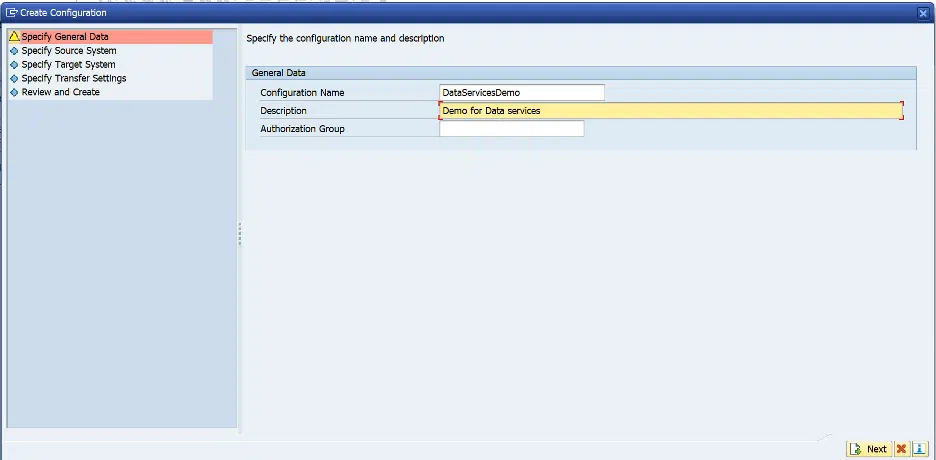 Create Configuration
Specify General Data
Specify Source System
Specify Target System
Specify Transfer Settings
Review and Create
Specify the configuration name and description
General Data
Configuration Name DataServicesDemo
Description Demo for Data services
Authorization Group
Next